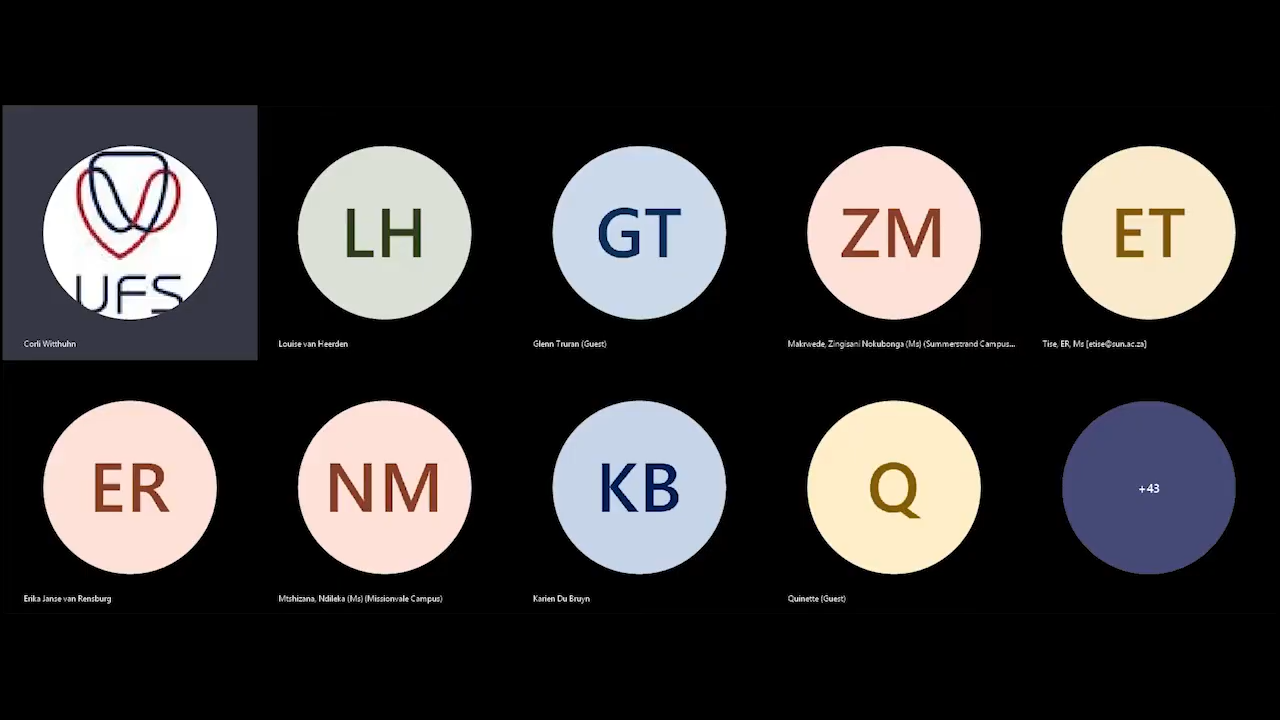 UFS
Corli Witthuhn
LH
Louise van Heerden
GT
Glenn Truran (Guest)
ZM
Makrwede, Zingisani Nokubonga (Ms) (Summerstrand Campus...
ET
Tise, ER, Ms [etise@sun.ac.za]
ER
Erika Janse van Rensburg
NM
Mtshizana, Ndileka (Ms) (Missionvale Campus)
KB
Karien Du Bruyn
Q
Quinette (Guest)
+43